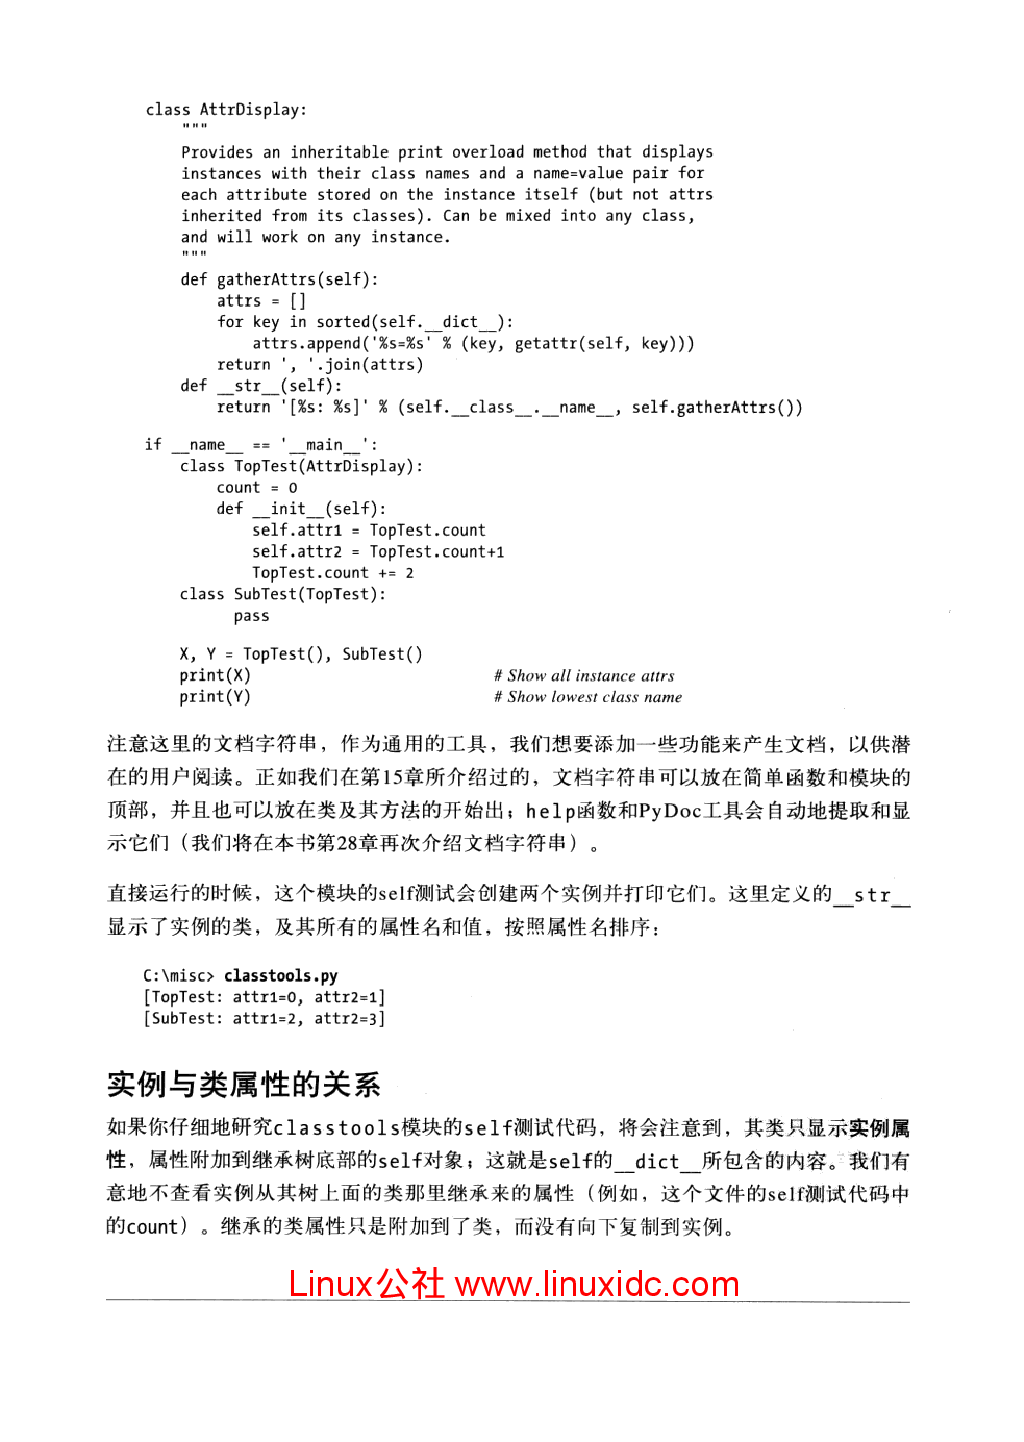 class AttrDisplay:
    """
    Provides an inheritable print overload method that displays
    instances with their class names and a name=value pair for
    each attribute stored on the instance itself (but not attrs
    inherited from its classes). Can be mixed into any class,
    and will work on any instance.
    """
    def gatherAttrs(self):
        attrs = []
        for key in sorted(self.__dict__):
            attrs.append('%s=%s' % (key, getattr(self, key)))
        return ', '.join(attrs)
    def __str__(self):
        return '[%s: %s]' % (self.__class__.__name__, self.gatherAttrs())
if __name__ == '__main__':
    class TopTest(AttrDisplay):
        count = 0
        def __init__(self):
            self.attr1 = TopTest.count
            self.attr2 = TopTest.count+1
            TopTest.count += 2
    class SubTest(TopTest):
        pass
    X, Y = TopTest(), SubTest()
    print(X) # Show all instance attrs
    print(Y) # Show lowest class name
注意这里的文档字符串，作为通用的工具，我们想要添加一些功能来产生文档，以供潜
在的用户阅读。正如我们在第15章所介绍过的，文档字符串可以放在简单函数和模块的
顶部，并且也可以放在类及其方法的开始出；help函数和PyDoc工具会自动地提取和显
示它们（我们将在本书第28章再次介绍文档字符串）。
直接运行的时候，这个模块的self测试会创建两个实例并打印它们。这里定义的__str__
显示了实例的类，及其所有的属性名和值，按照属性名排序：
C:\misc> classtools.py
[TopTest: attr1=0, attr2=1]
[SubTest: attr1=2, attr2=3]
实例与类属性的关系
如果你仔细地研究classtools模块的self测试代码，将会注意到，其类只显示实例属
性，属性附加到继承树底部的self对象；这就是self的__dict__所包含的内容。我们有
意地不查看实例从其树上面的类那里继承来的属性（例如，这个文件的self测试代码中
的count）。继承的类属性只是附加到了类，而没有向下复制到实例。
Linux公社 www.linuxidc.com